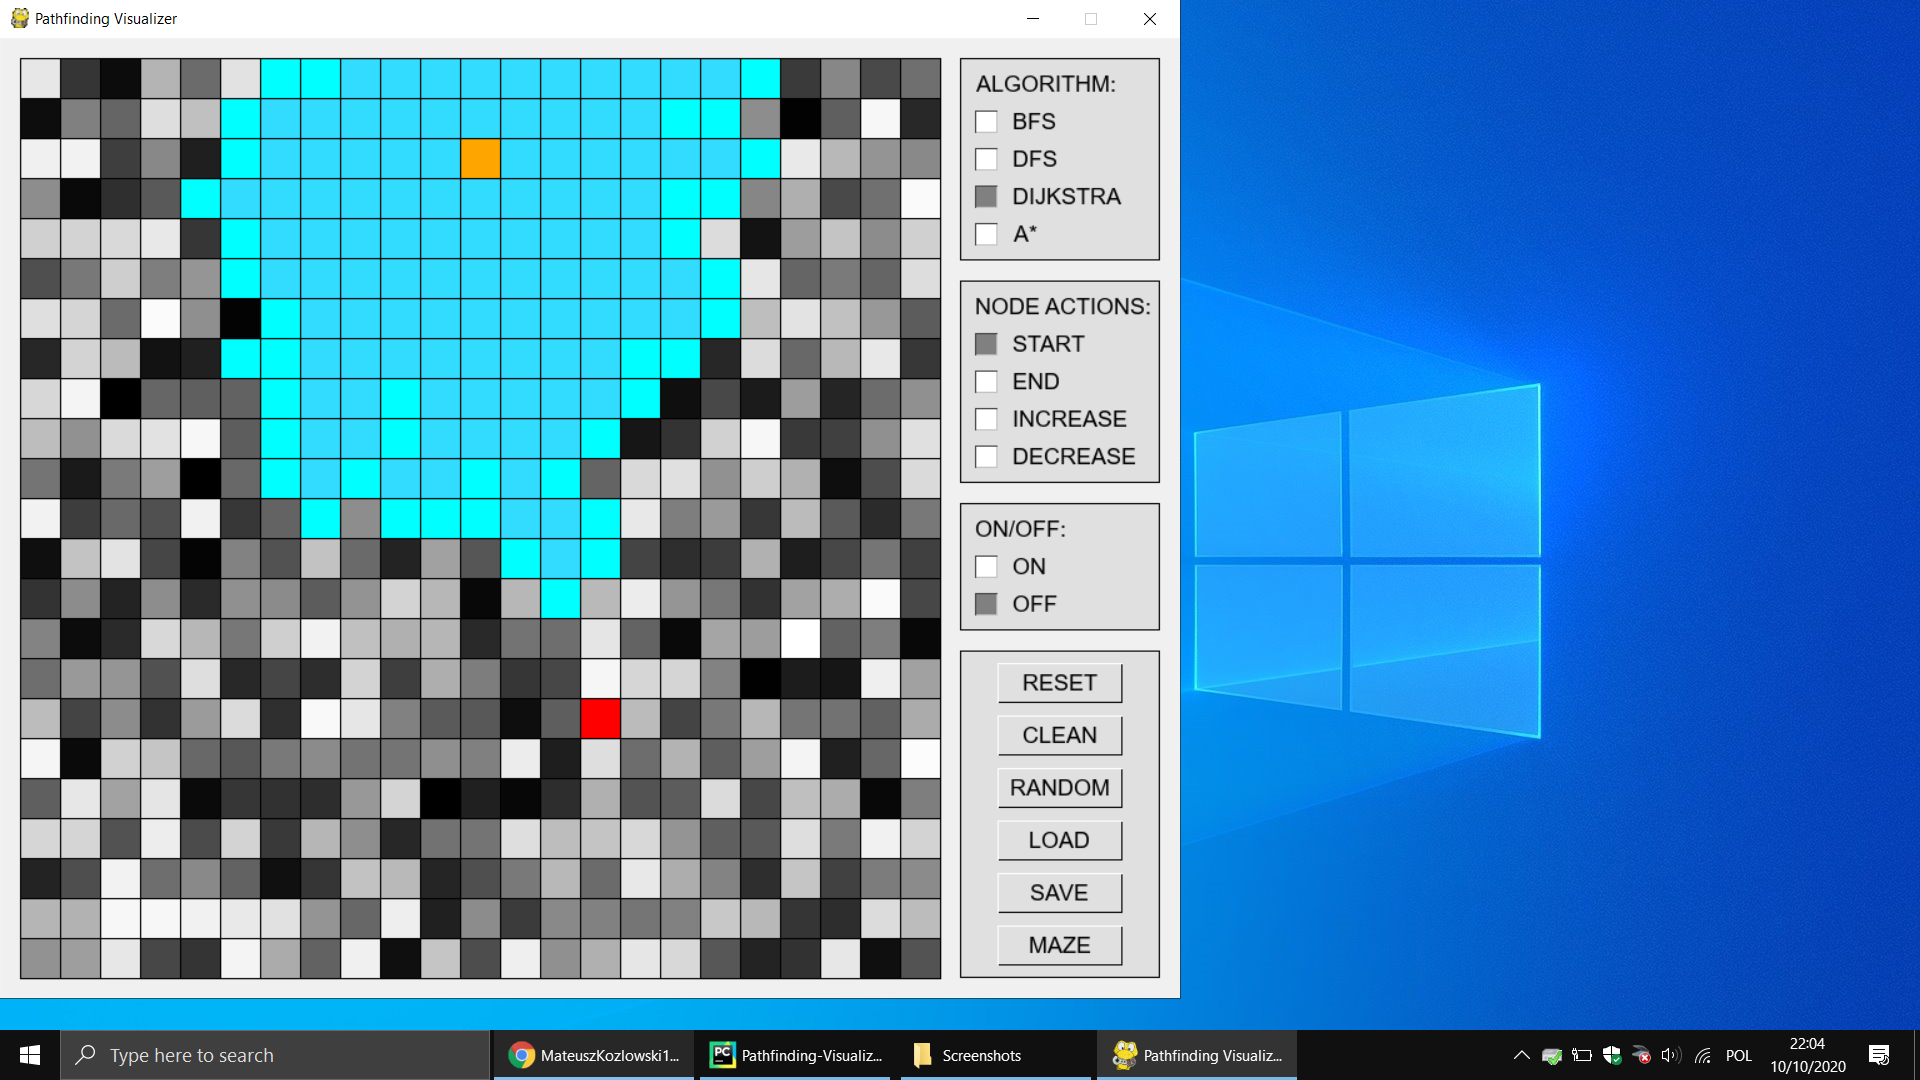 Pathfinding Visualizer
ALGORITHM:
BFS
DFS
DIJKSTRA
A*
NODE ACTIONS:
START
END
INCREASE
DECREASE
ON/OFF:
ON
OFF
RESET
CLEAN
RANDOM
LOAD
SAVE
MAZE
Type here to search
MateuszKozlowski1...
PC
Pathfinding-Visualiz...
Screenshots
Pathfinding Visualiz...
POL
22:04
10/10/2020